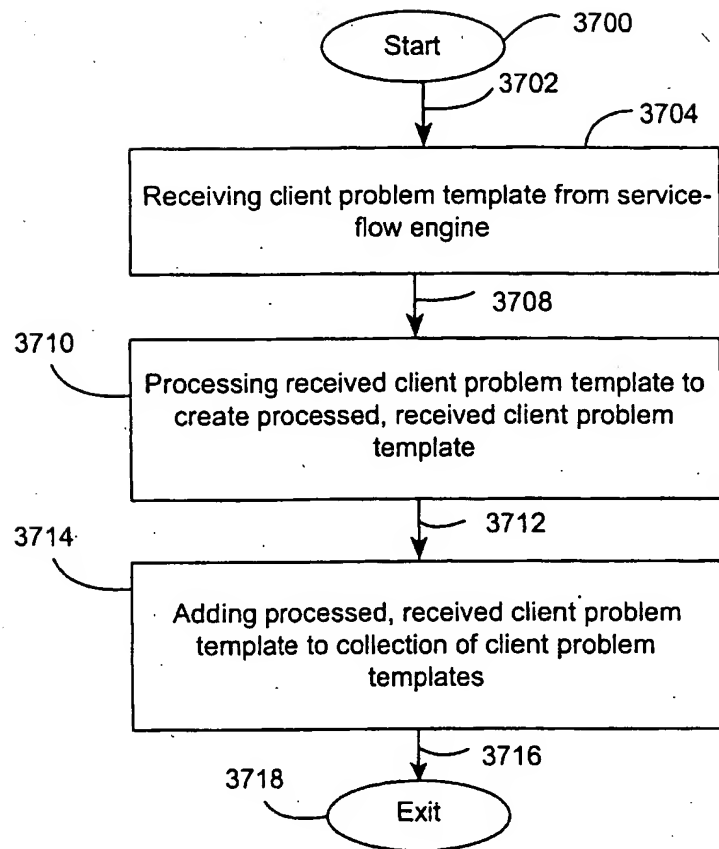 Start
3700
3702
3704
Receiving client problem template from service-
flow engine
3708
3710
Processing received client problem template to
create processed, received client problem
template
3712
3714
Adding processed, received client problem
template to collection of client problem
templates
3716
3718
Exit